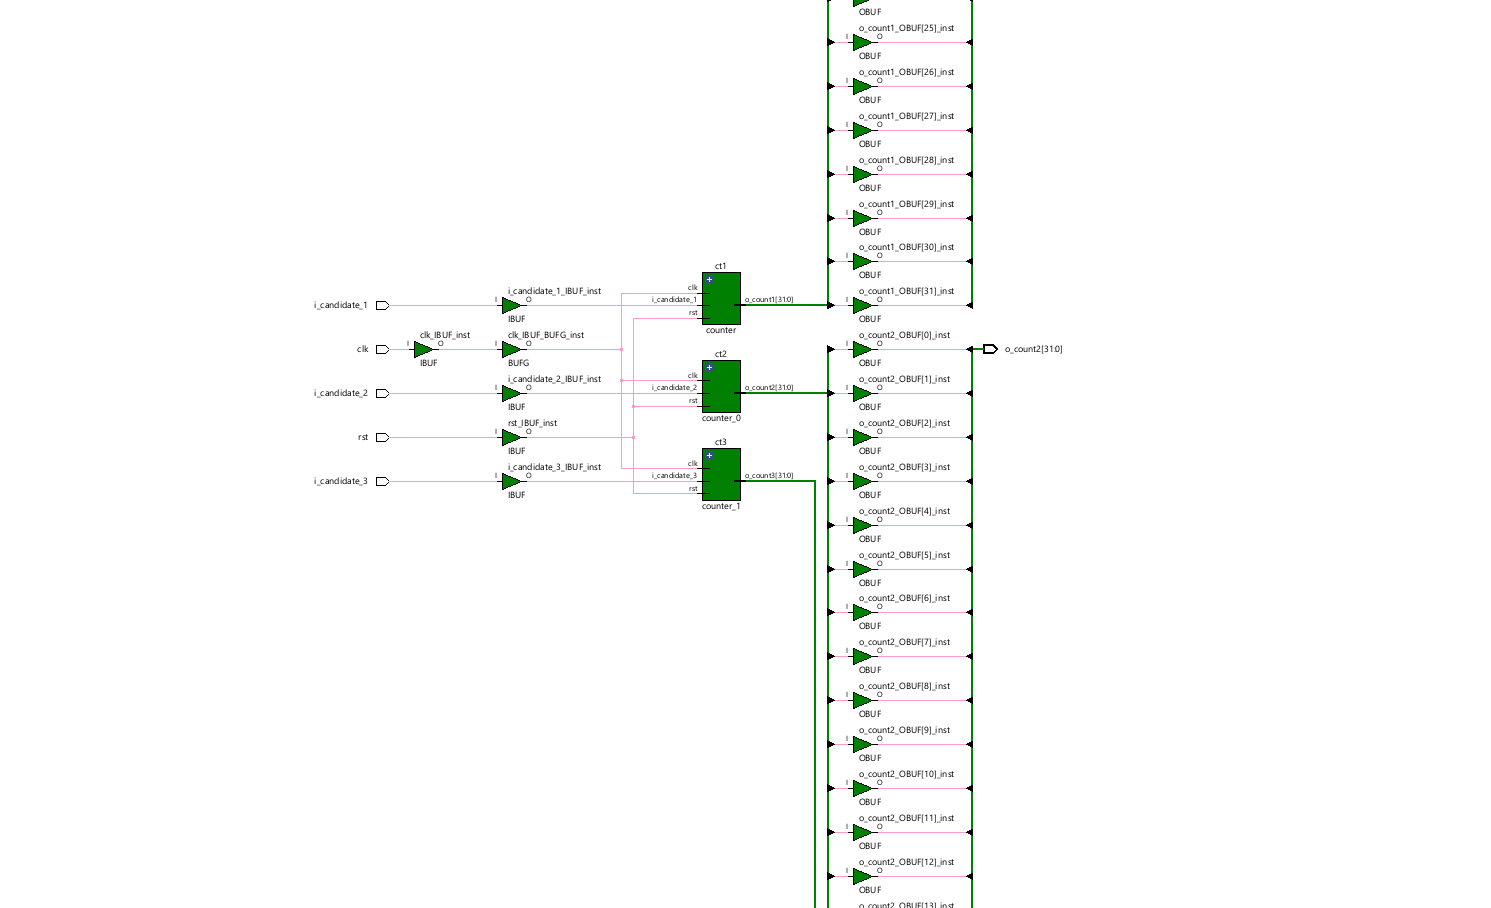 OBUF
o_count1_OBUF[25]_inst
I O
OBUF
o_count1_OBUF[26]_inst
I O
OBUF
o_count1_OBUF[27]_inst
I O
OBUF
o_count1_OBUF[28]_inst
I O
OBUF
o_count1_OBUF[29]_inst
I O
OBUF
o_count1_OBUF[30]_inst
I O
OBUF
o_count1_OBUF[31]_inst
I O
OBUF
i_candidate_1
i_candidate_1_IBUF_inst
I O
IBUF
clk
clk_IBUF_inst
I O
IBUF
clk_IBUF_BUFG_inst
I O
BUFG
i_candidate_2
i_candidate_2_IBUF_inst
I O
IBUF
rst
rst_IBUF_inst
I O
IBUF
i_candidate_3
i_candidate_3_IBUF_inst
I O
IBUF
ct1
clk
i_candidate_1
rst
o_count1[31:0]
counter
ct2
clk
i_candidate_2
rst
o_count2[31:0]
counter_0
ct3
clk
i_candidate_3
rst
o_count3[31:0]
counter_1
o_count2_OBUF[0]_inst
I O
OBUF
o_count2[31:0]
o_count2_OBUF[1]_inst
I O
OBUF
o_count2_OBUF[2]_inst
I O
OBUF
o_count2_OBUF[3]_inst
I O
OBUF
o_count2_OBUF[4]_inst
I O
OBUF
o_count2_OBUF[5]_inst
I O
OBUF
o_count2_OBUF[6]_inst
I O
OBUF
o_count2_OBUF[7]_inst
I O
OBUF
o_count2_OBUF[8]_inst
I O
OBUF
o_count2_OBUF[9]_inst
I O
OBUF
o_count2_OBUF[10]_inst
I O
OBUF
o_count2_OBUF[11]_inst
I O
OBUF
o_count2_OBUF[12]_inst
I O
OBUF
o_count2_OBUF[13]_inst